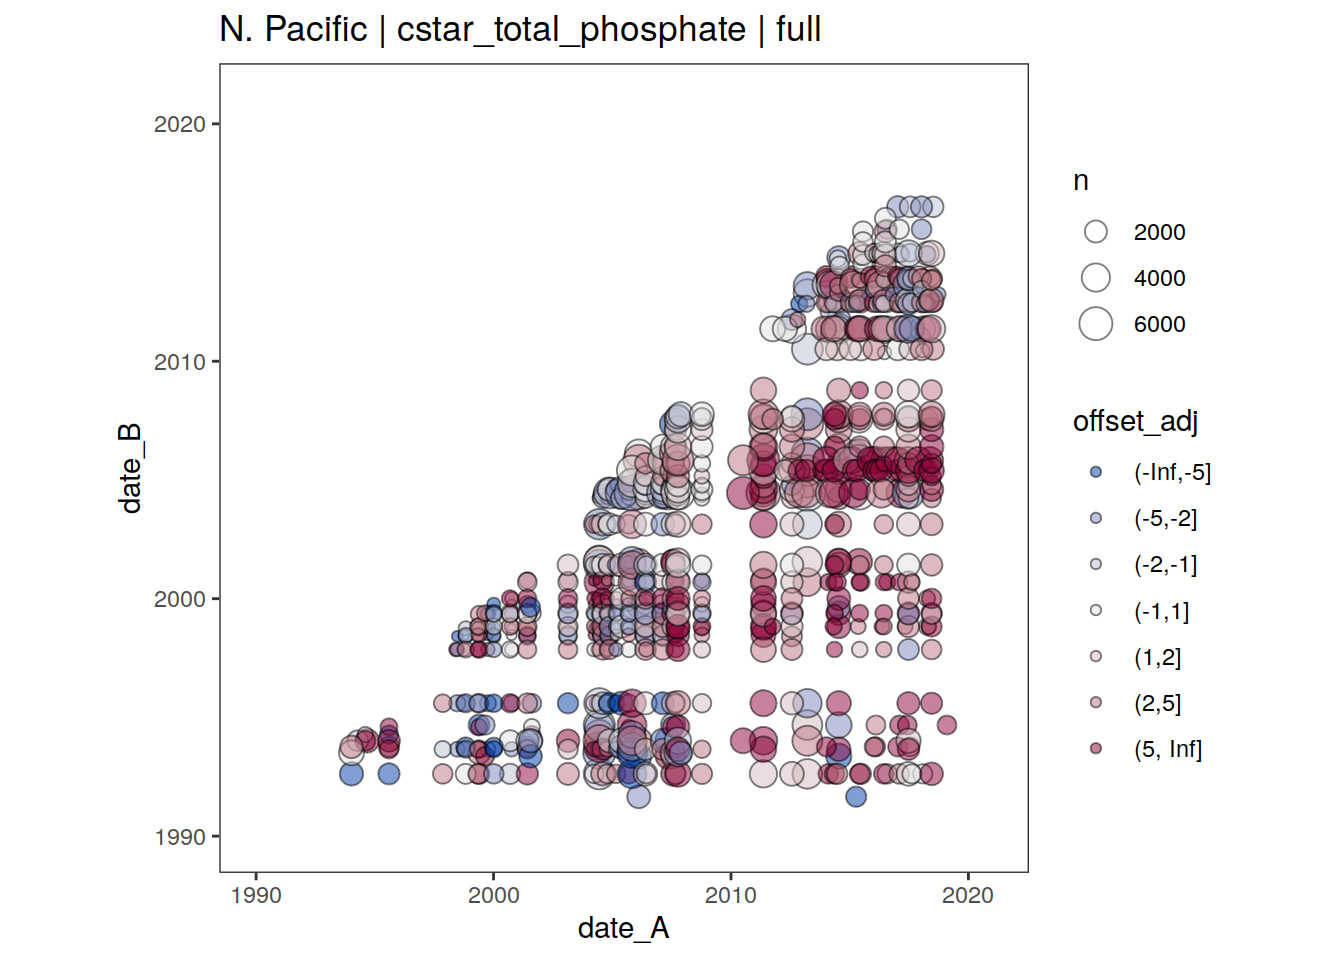 N. Pacific | cstar_total_phosphate | full
2020
2010
2000
1990
date_B
1990
2000
2010
2020
date_A
n
2000
4000
6000
offset_adj
(-Inf,-5]
(-5,-2]
(-2,-1]
(-1,1]
(1,2]
(2,5]
(5, Inf]